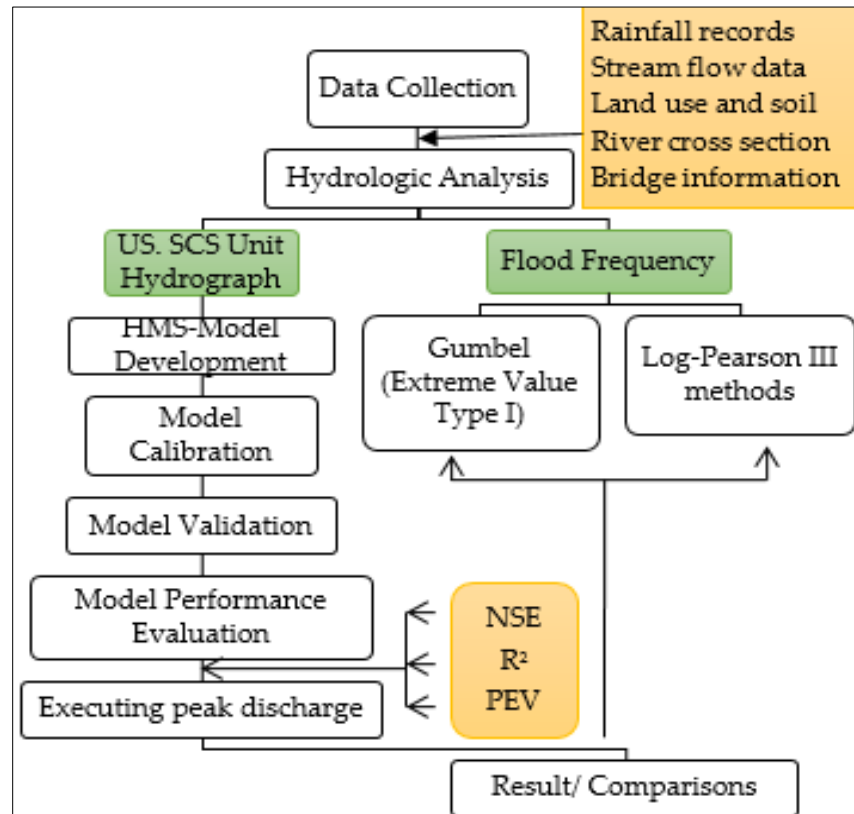 Rainfall records
Stream flow data
Land use and soil
River cross section
Bridge information
Data Collection
Hydrologic Analysis
US. SCS Unit
Hydrograph
Flood Frequency
HMS-Model
Development
Gumbel
(Extreme Value
Type I)
Log-Pearson III
methods
Model
Calibration
Model Validation
Model Performance
Evaluation
NSE
R²
PEV
Executing peak discharge
Result/ Comparisons